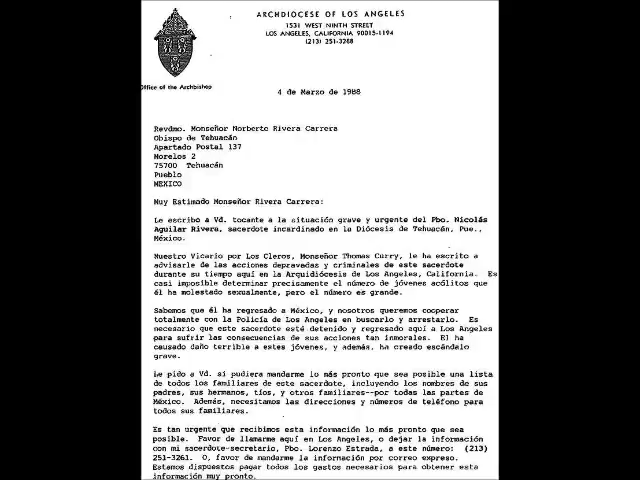 ARCHDIOCESE OF LOS ANGELES
1531 WEST NINTH STREET
LOS ANGELES, CALIFORNIA 90015-1194
(213) 251-3288
Office of the Archbishop
4 de Marzo de 1988
Revdmo. Monseñor Norberto Rivera Carrera
Obispo de Tehuacán
Apartado Postal 137
Morelos 2
75700 Tehuacán
Pueblo
MEXICO
Muy Estimado Monseñor Rivera Carrera:
Le escribo a Vd. tocante a la situación grave y urgente del Pbo. Nicolás
Aguilar Rivera, sacerdote incardinado en la Diócesis de Tehuacán, Pue.,
México.
Nuestro Vicario por Los Cleros, Monseñor Thomas Curry, le ha escrito a
advisarle de las acciones depravadas y criminales de este sacerdote
durante su tiempo aquí en la Arquidiócesis de Los Angeles, California. Es
casi imposible determinar precisamente el número de jóvenes acólitos que
él ha molestado sexualmente, pero el número es grande.
Sabemos que él ha regresado a México, y nosotros queremos cooperar
totalmente con la Policía de Los Angeles en buscarlo y arrestarlo. Es
necesario que este sacerdote esté detenido y regresado aquí a Los Angeles
para sufrir las consecuencias de sus acciones tan inmorales. El ha
causado daño terrible a estes jóvenes, y además, ha creado escándalo
grave.
Le pido a Vd. si pudiera mandarme lo más pronto que sea posible una lista
de todos los familiares de este sacerdote, incluyendo los nombres de sus
padres, sus hermanos, tíos, y otros familiares--por todas las partes de
México. Además, necesitamos las direcciones y números de teléfono para
todos sus familiares.
Es tan urgente que recibimos esta información lo más pronto que sea
posible. Favor de llamarme aquí en Los Angeles, o dejar la información
con mi sacerdote-secretario, Pbo. Lorenzo Estrada, a este número: (213)
251-3261. O, favor de mandarme la información por correo expreso.
Estamos dispuestos pagar todos los gastos necesarios para obtener esta
información muy pronto.